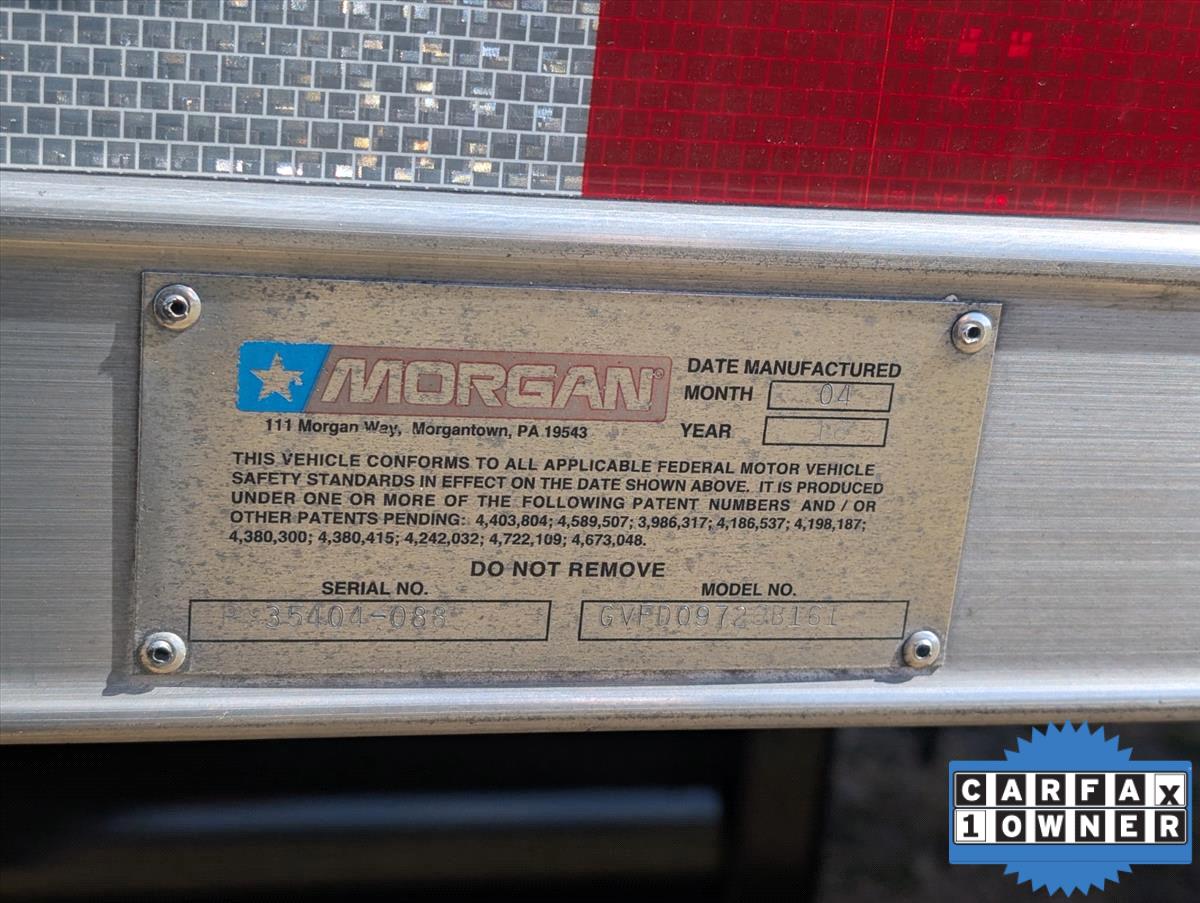 MORGAN®
111 Morgan Way, Morgantown, PA 19543
DATE MANUFACTURED
MONTH 04
YEAR
THIS VEHICLE CONFORMS TO ALL APPLICABLE FEDERAL MOTOR VEHICLE
SAFETY STANDARDS IN EFFECT ON THE DATE SHOWN ABOVE. IT IS PRODUCED
UNDER ONE OR MORE OF THE FOLLOWING PATENT NUMBERS AND / OR
OTHER PATENTS PENDING: 4,403,804; 4,589,507; 3,986,317; 4,186,537; 4,198,187;
4,380,300; 4,380,415; 4,242,032; 4,722,109; 4,673,048.
DO NOT REMOVE
SERIAL NO.
35404-088
MODEL NO.
CARFAX
1 OWNER